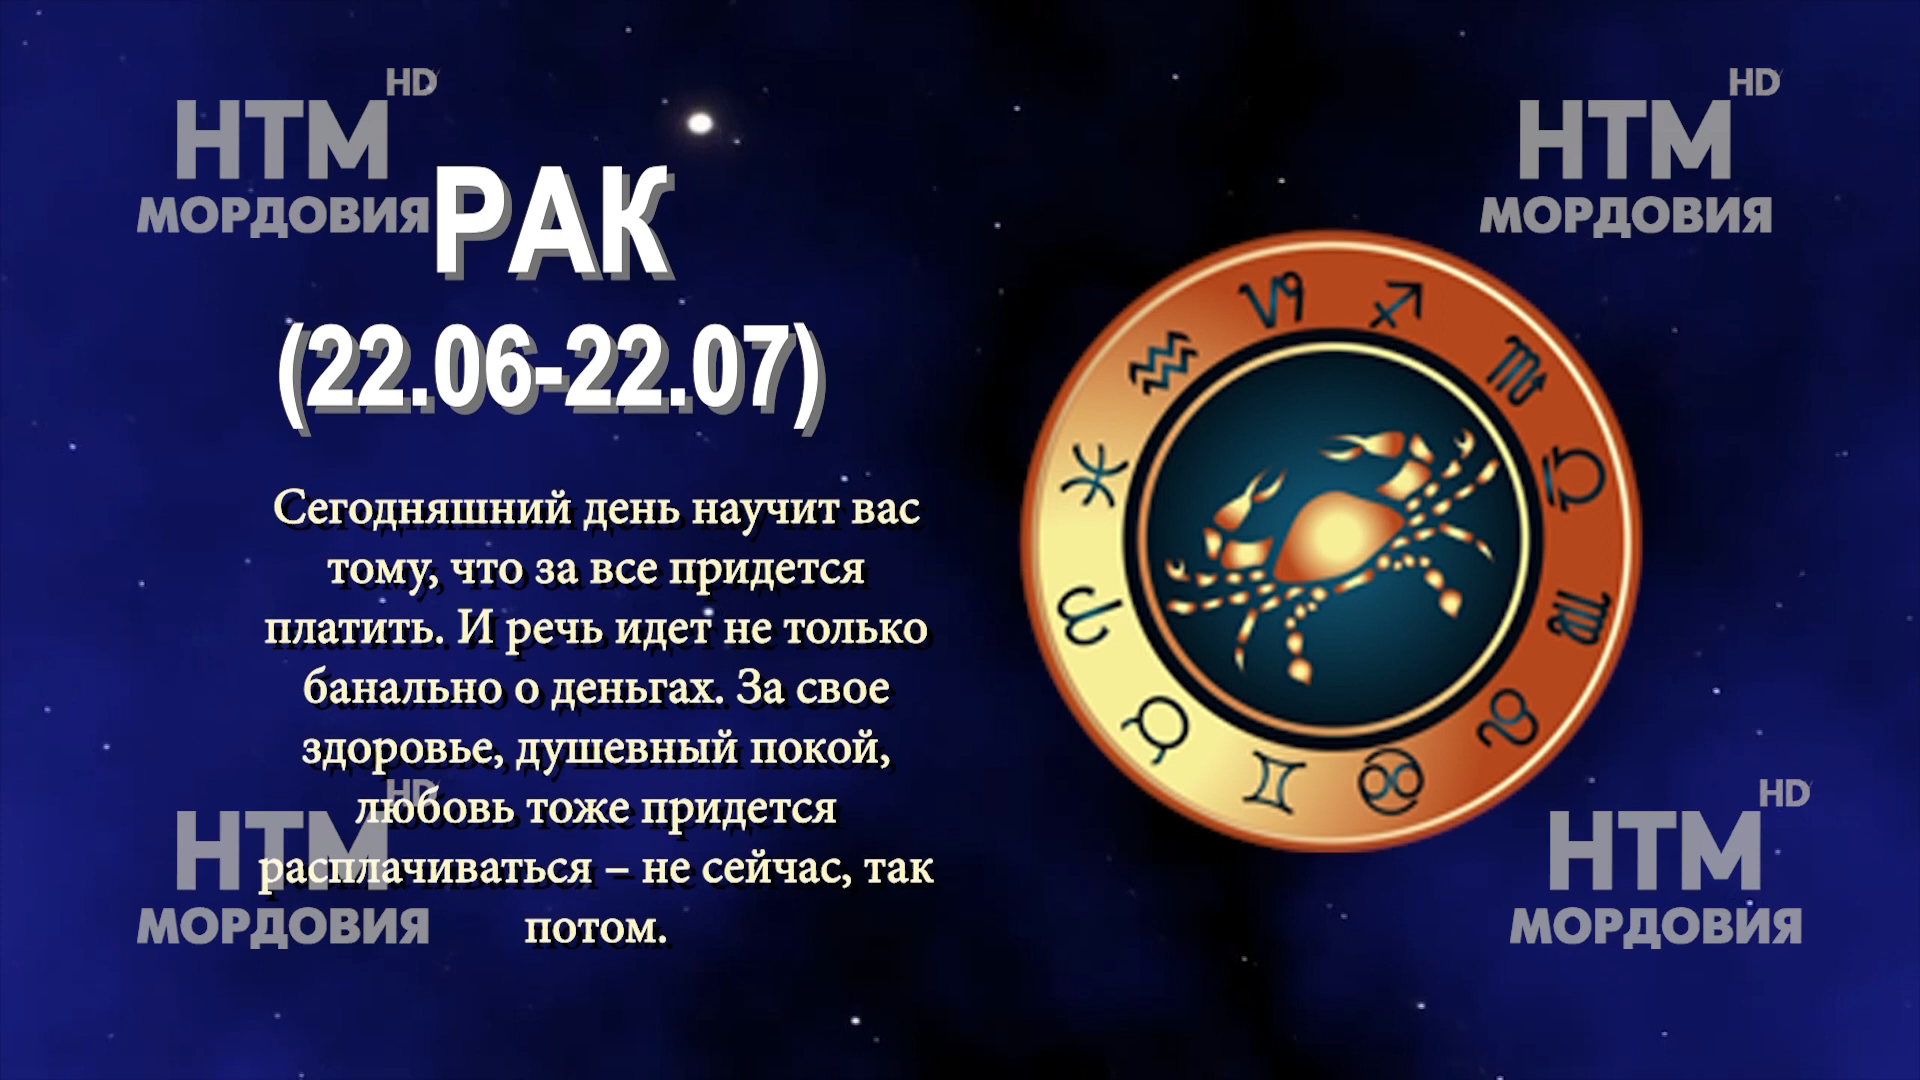 HD
НТМ
МОРДОВИЯ
HD
НТМ
МОРДОВИЯ
РАК
(22.06-22.07)
Сегодняшний день научит вас
тому, что за все придется
платить. И речь идет не только
банально о деньгах. За свое
здоровье, душевный покой,
любовь тоже придется
расплачиваться – не сейчас, так
потом.
HD
НТМ
МОРДОВИЯ
HD
НТМ
МОРДОВИЯ